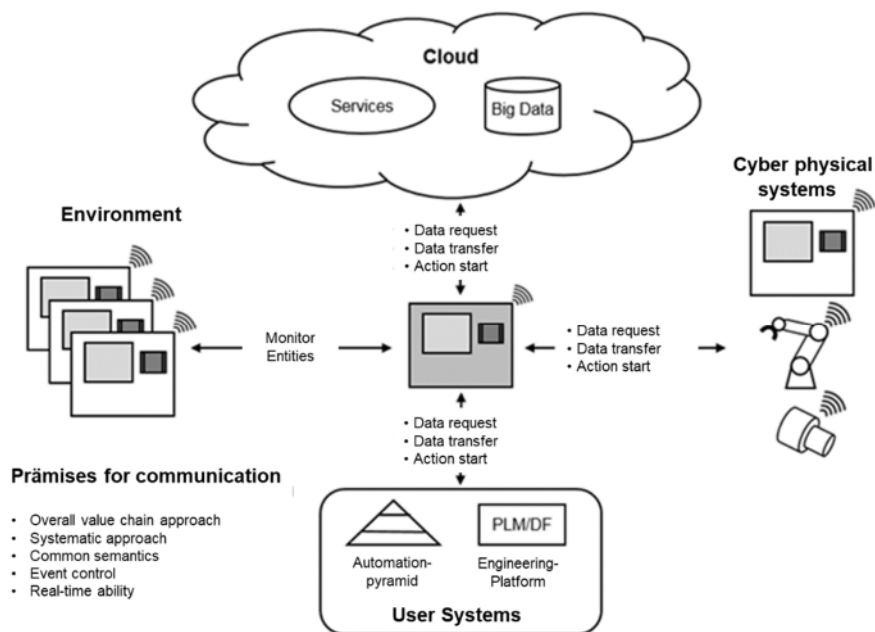 Cloud
Services
Big Data
Cyber physical
systems
Environment
• Data request
• Data transfer
• Action start
Monitor
Entities
• Data request
• Data transfer
• Action start
• Data request
• Data transfer
• Action start
Prämises for communication
• Overall value chain approach
• Systematic approach
• Common semantics
• Event control
• Real-time ability
PLM/DF
Automation-
pyramid
Engineering-
Platform
User Systems